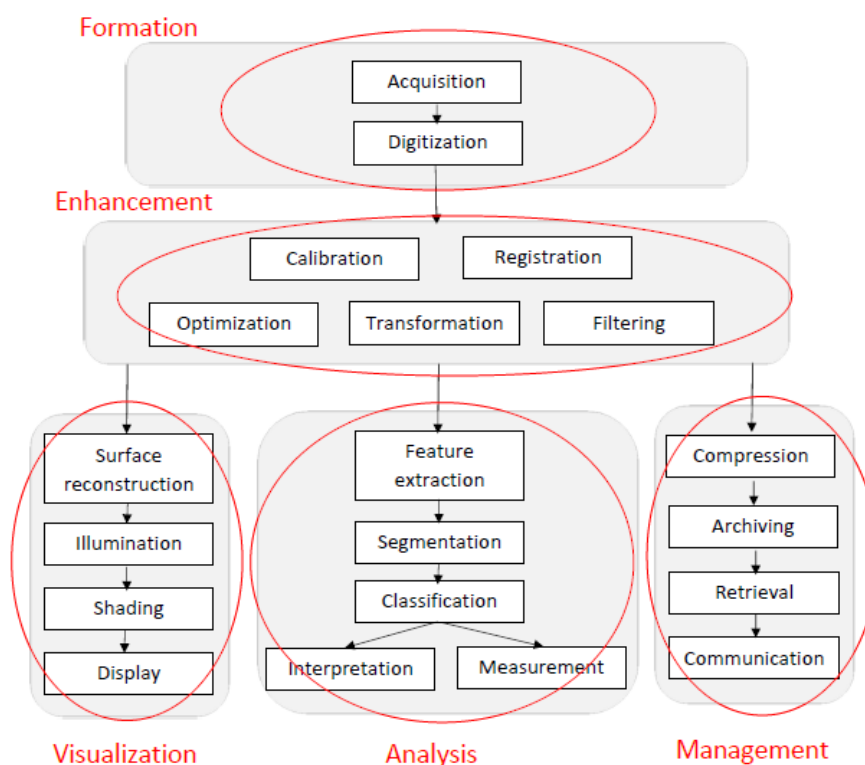 Formation
Acquisition
Digitization
Enhancement
Calibration
Registration
Optimization
Transformation
Filtering
Surface
reconstruction
Illumination
Shading
Display
Feature
extraction
Segmentation
Classification
Interpretation
Measurement
Compression
Archiving
Retrieval
Communication
Visualization
Analysis
Management